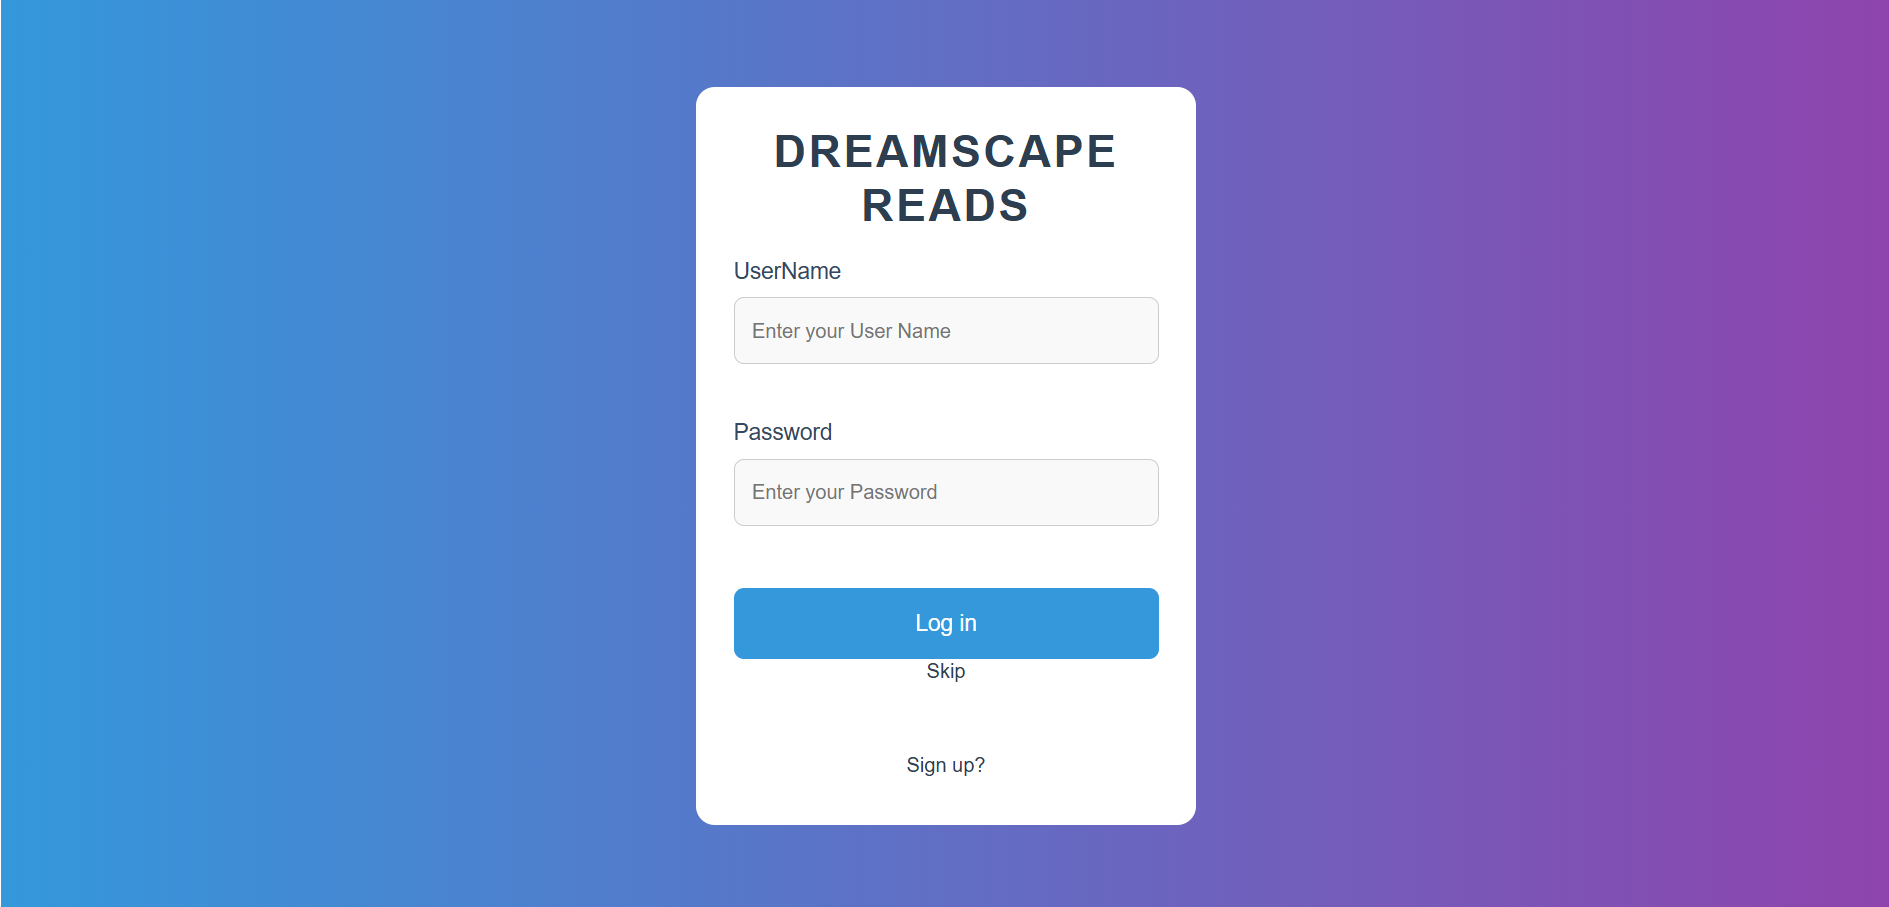 DREAMSCAPE
READS
UserName
Enter your User Name
Password
Enter your Password
Log in
Skip
Sign up?